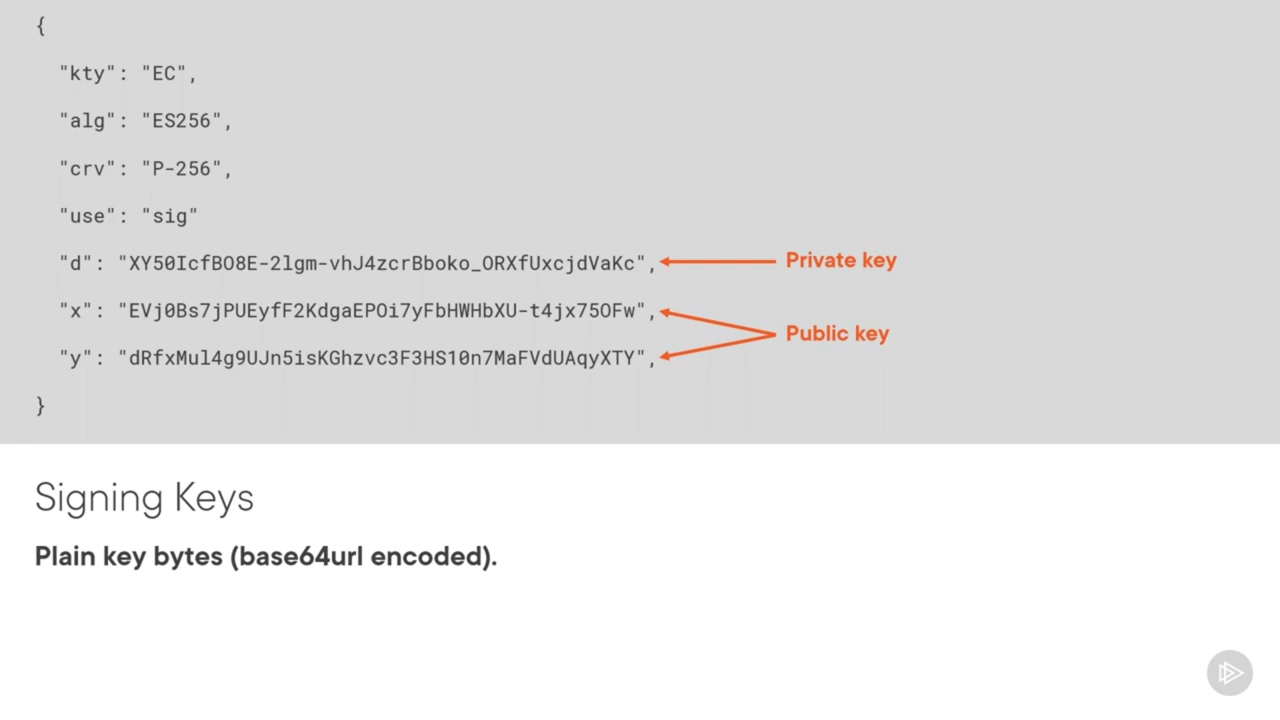 {
"kty": "EC",
"alg": "ES256",
"crv": "P-256",
"use": "sig"
"d": "XY50IcfBO8E-2lgm-vhJ4zcrBboko_ORXfUxcjdVaKc",
Private key
"x": "EVj0Bs7jPUEyfF2KdgaEPOi7yFbHWHbXU-t4jx75OFw",
Public key
"y": "dRfxMul4g9UJn5isKGhzvc3F3HS10n7MaFVdUAqyXTY",
}
Signing Keys
Plain key bytes (base64url encoded).